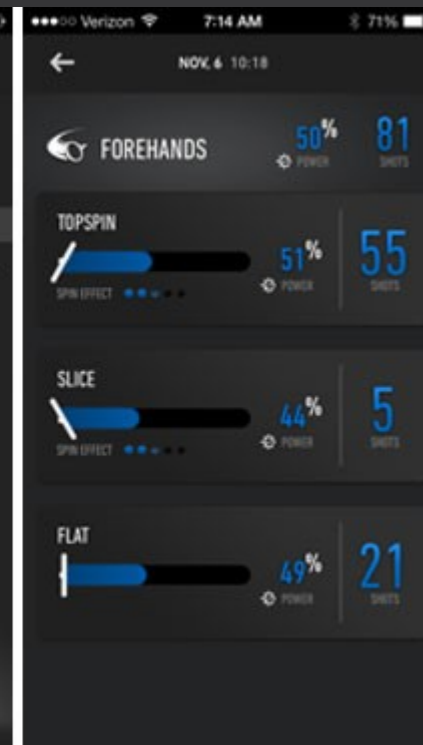 Verizon 7:14 AM 71%
NOV, 6 10:18
FOREHANDS 50% 81
POWER SHOTS
TOPSPIN
51% 55
SPIN EFFECT POWER SHOTS
SLICE
44% 5
SPIN EFFECT POWER SHOTS
FLAT
49% 21
POWER SHOTS